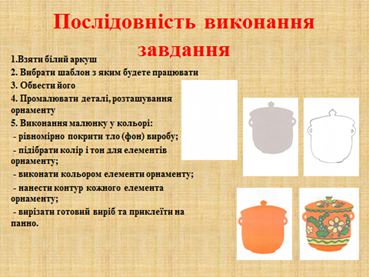 Послідовність виконання
завдання
1.Взяти білий аркуш
2. Вибрати шаблон з яким будете працювати
3. Обвести його
4. Промалювати деталі, розташування
орнаменту
5. Виконання малюнку у кольорі:
- рівномірно покрити тло (фон) виробу;
- підібрати колір і тон для елементів
орнаменту;
- виконати кольором елементи орнаменту;
- нанести контур кожного елемента
орнаменту;
- вирізати готовий виріб та приклеїти на
панно.